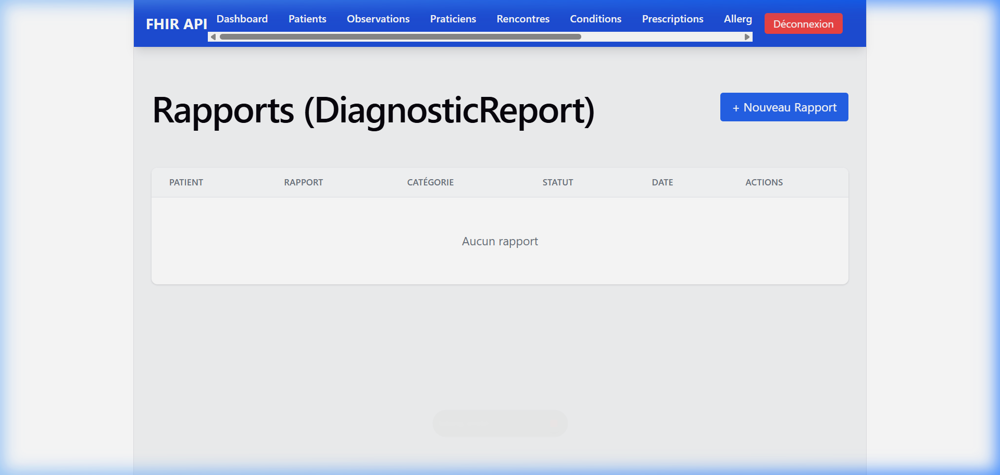 FHIR API
Dashboard Patients Observations Praticiens Rencontres Conditions Prescriptions Allerg
Déconnexion
Rapports (DiagnosticReport)
+ Nouveau Rapport
PATIENT RAPPORT CATÉGORIE STATUT DATE ACTIONS
Aucun rapport